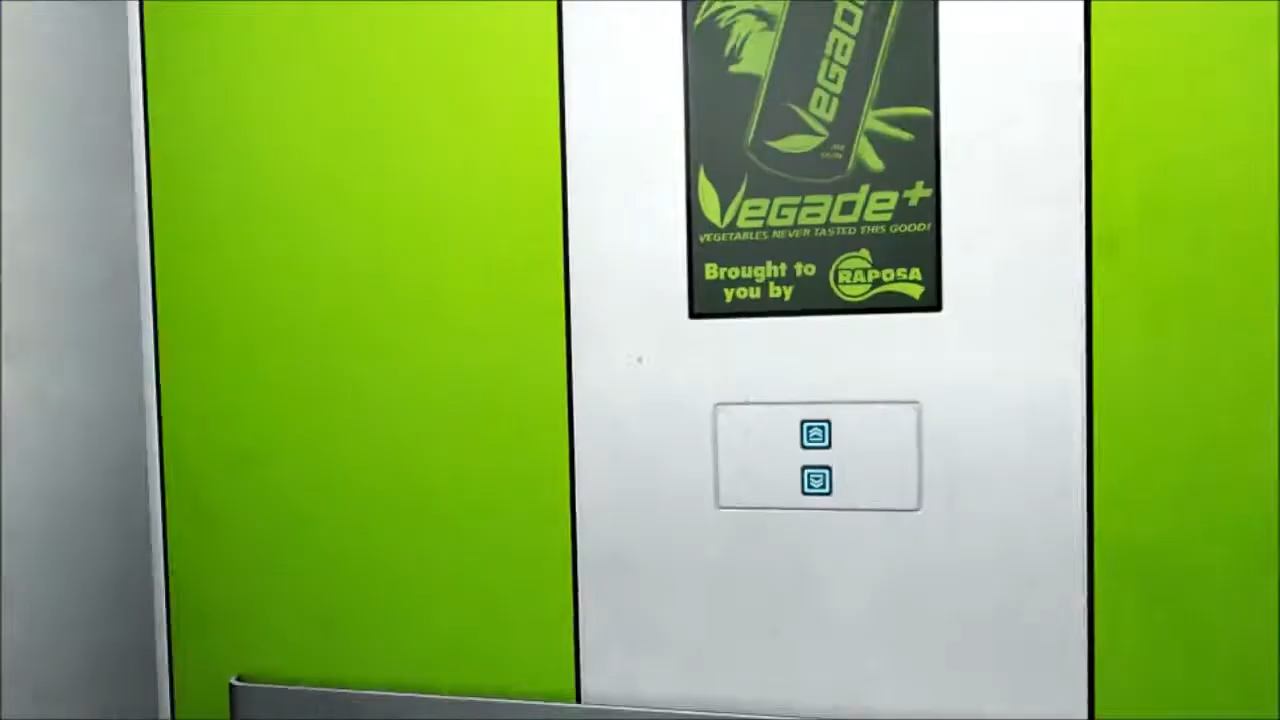 Vegade
Vegade+
VEGETABLES NEVER TASTED THIS GOOD!
Brought to
you by
RAPOSA